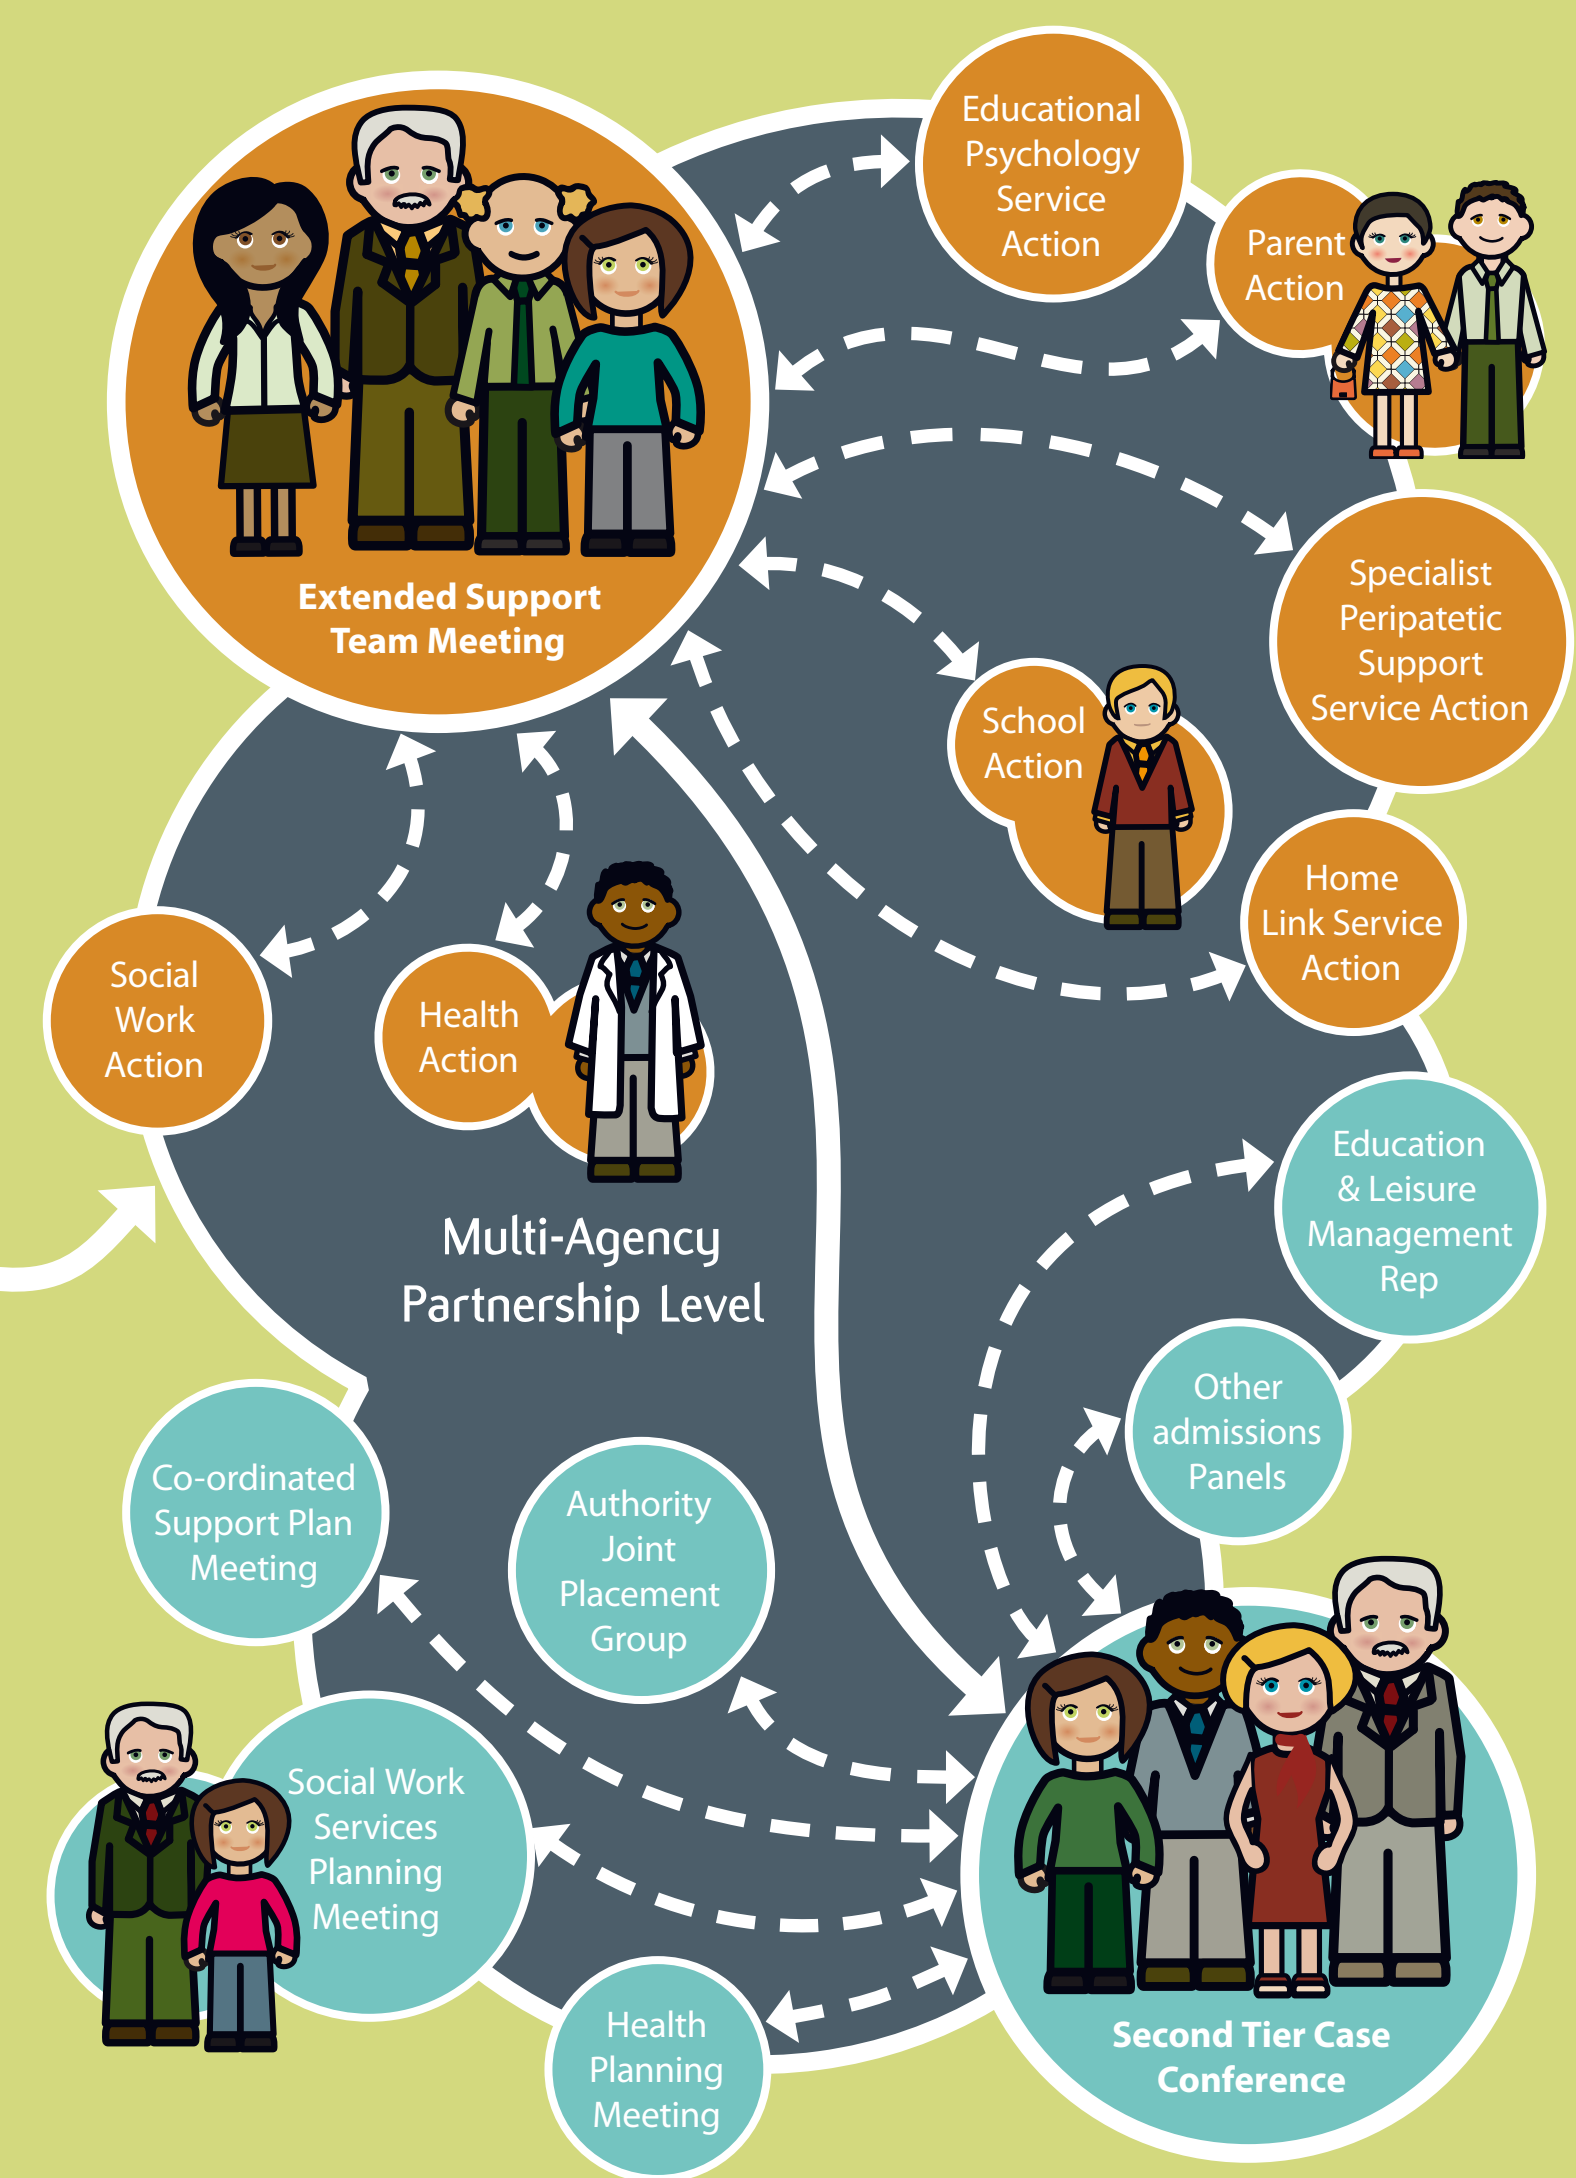 Educational
Psychology
Service
Action
Parent
Action
Extended Support
Team Meeting
Specialist
Peripatetic
Support
Service Action
School
Action
Home
Link Service
Action
Social
Work
Action
Health
Action
Multi-Agency
Partnership Level
Education
& Leisure
Management
Rep
Other
admissions
Panels
Co-ordinated
Support Plan
Meeting
Authority
Joint
Placement
Group
Social Work
Services
Planning
Meeting
Health
Planning
Meeting
Second Tier Case
Conference